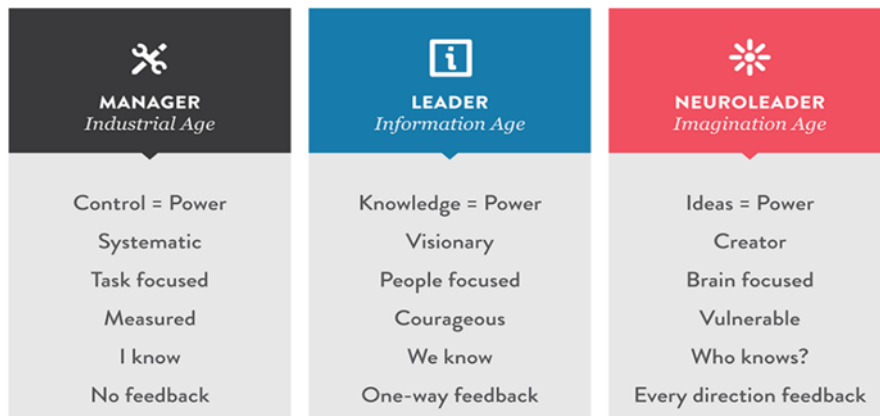 MANAGER
Industrial Age
Control = Power
Systematic
Task focused
Measured
I know
No feedback
LEADER
Information Age
Knowledge = Power
Visionary
People focused
Courageous
We know
One-way feedback
NEUROLEADER
Imagination Age
Ideas = Power
Creator
Brain focused
Vulnerable
Who knows?
Every direction feedback